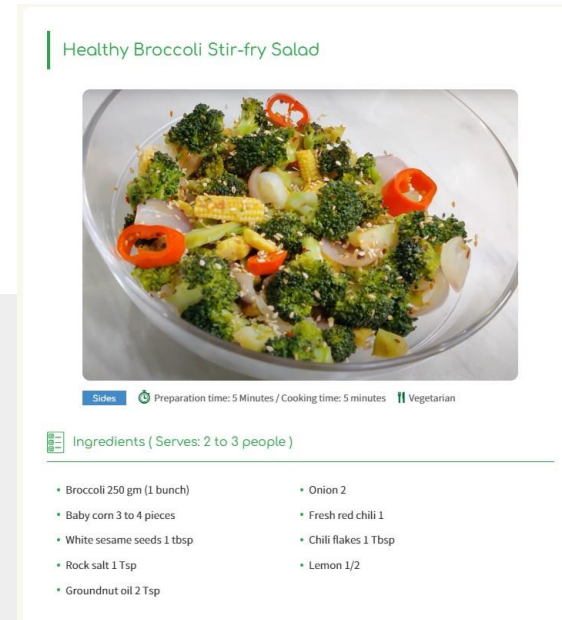 Healthy Broccoli Stir-fry Salad
Sides Preparation time: 5 Minutes / Cooking time: 5 minutes Vegetarian
Ingredients ( Serves: 2 to 3 people )
• Broccoli 250 gm (1 bunch)
• Baby corn 3 to 4 pieces
• White sesame seeds 1 tbsp
• Rock salt 1 Tsp
• Groundnut oil 2 Tsp
• Onion 2
• Fresh red chili 1
• Chili flakes 1 Tbsp
• Lemon 1/2